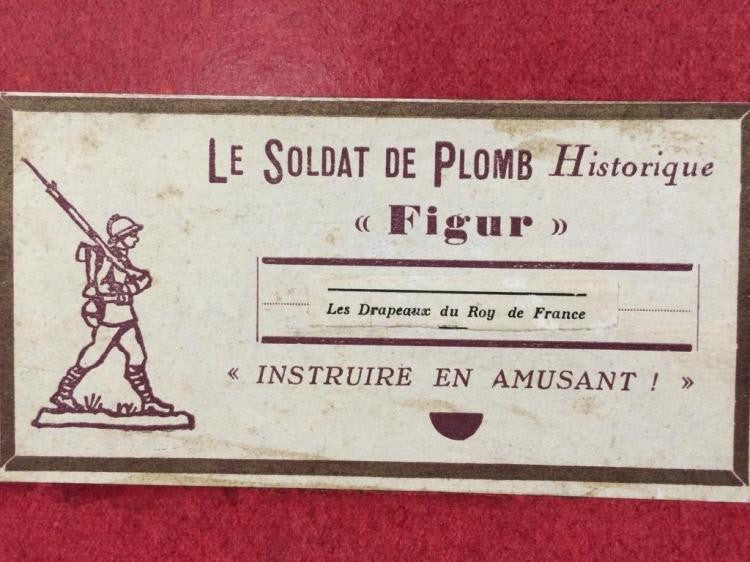 LE SOLDAT DE PLOMB Historique
« Figur »
Les Drapeaux du Roy de France
« INSTRUIRE EN AMUSANT ! »